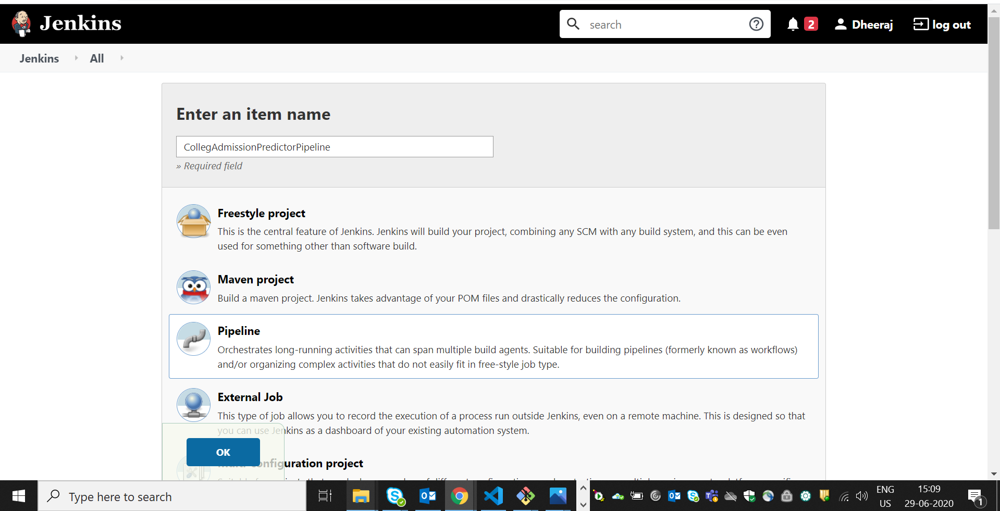 Jenkins
search
2
Dheeraj
log out
Jenkins
All
Enter an item name
CollegAdmissionPredictorPipeline
» Required field
Freestyle project
This is the central feature of Jenkins. Jenkins will build your project, combining any SCM with any build system, and this can be even
used for something other than software build.
Maven project
Build a maven project. Jenkins takes advantage of your POM files and drastically reduces the configuration.
Pipeline
Orchestrates long-running activities that can span multiple build agents. Suitable for building pipelines (formerly known as workflows)
and/or organizing complex activities that do not easily fit in free-style job type.
External Job
This type of job allows you to record the execution of a process run outside Jenkins, even on a remote machine. This is designed so that
you can use Jenkins as a dashboard of your existing automation system.
OK
Multi-configuration project
Type here to search
ENG
US
15:09
29-06-2020
1